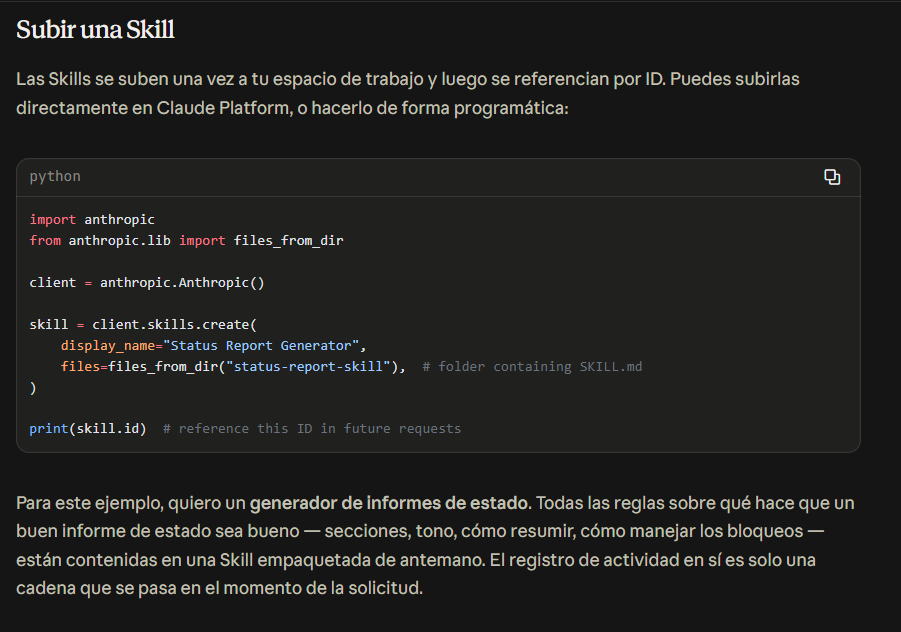 Subir una Skill
Las Skills se suben una vez a tu espacio de trabajo y luego se referencian por ID. Puedes subirlas
directamente en Claude Platform, o hacerlo de forma programática:
python
import anthropic
from anthropic.lib import files_from_dir
client = anthropic.Anthropic()
skill = client.skills.create(
    display_name="Status Report Generator",
    files=files_from_dir("status-report-skill"),  # folder containing SKILL.md
)
print(skill.id)  # reference this ID in future requests
Para este ejemplo, quiero un generador de informes de estado. Todas las reglas sobre qué hace que un
buen informe de estado sea bueno — secciones, tono, cómo resumir, cómo manejar los bloqueos —
están contenidas en una Skill empaquetada de antemano. El registro de actividad en sí es solo una
cadena que se pasa en el momento de la solicitud.